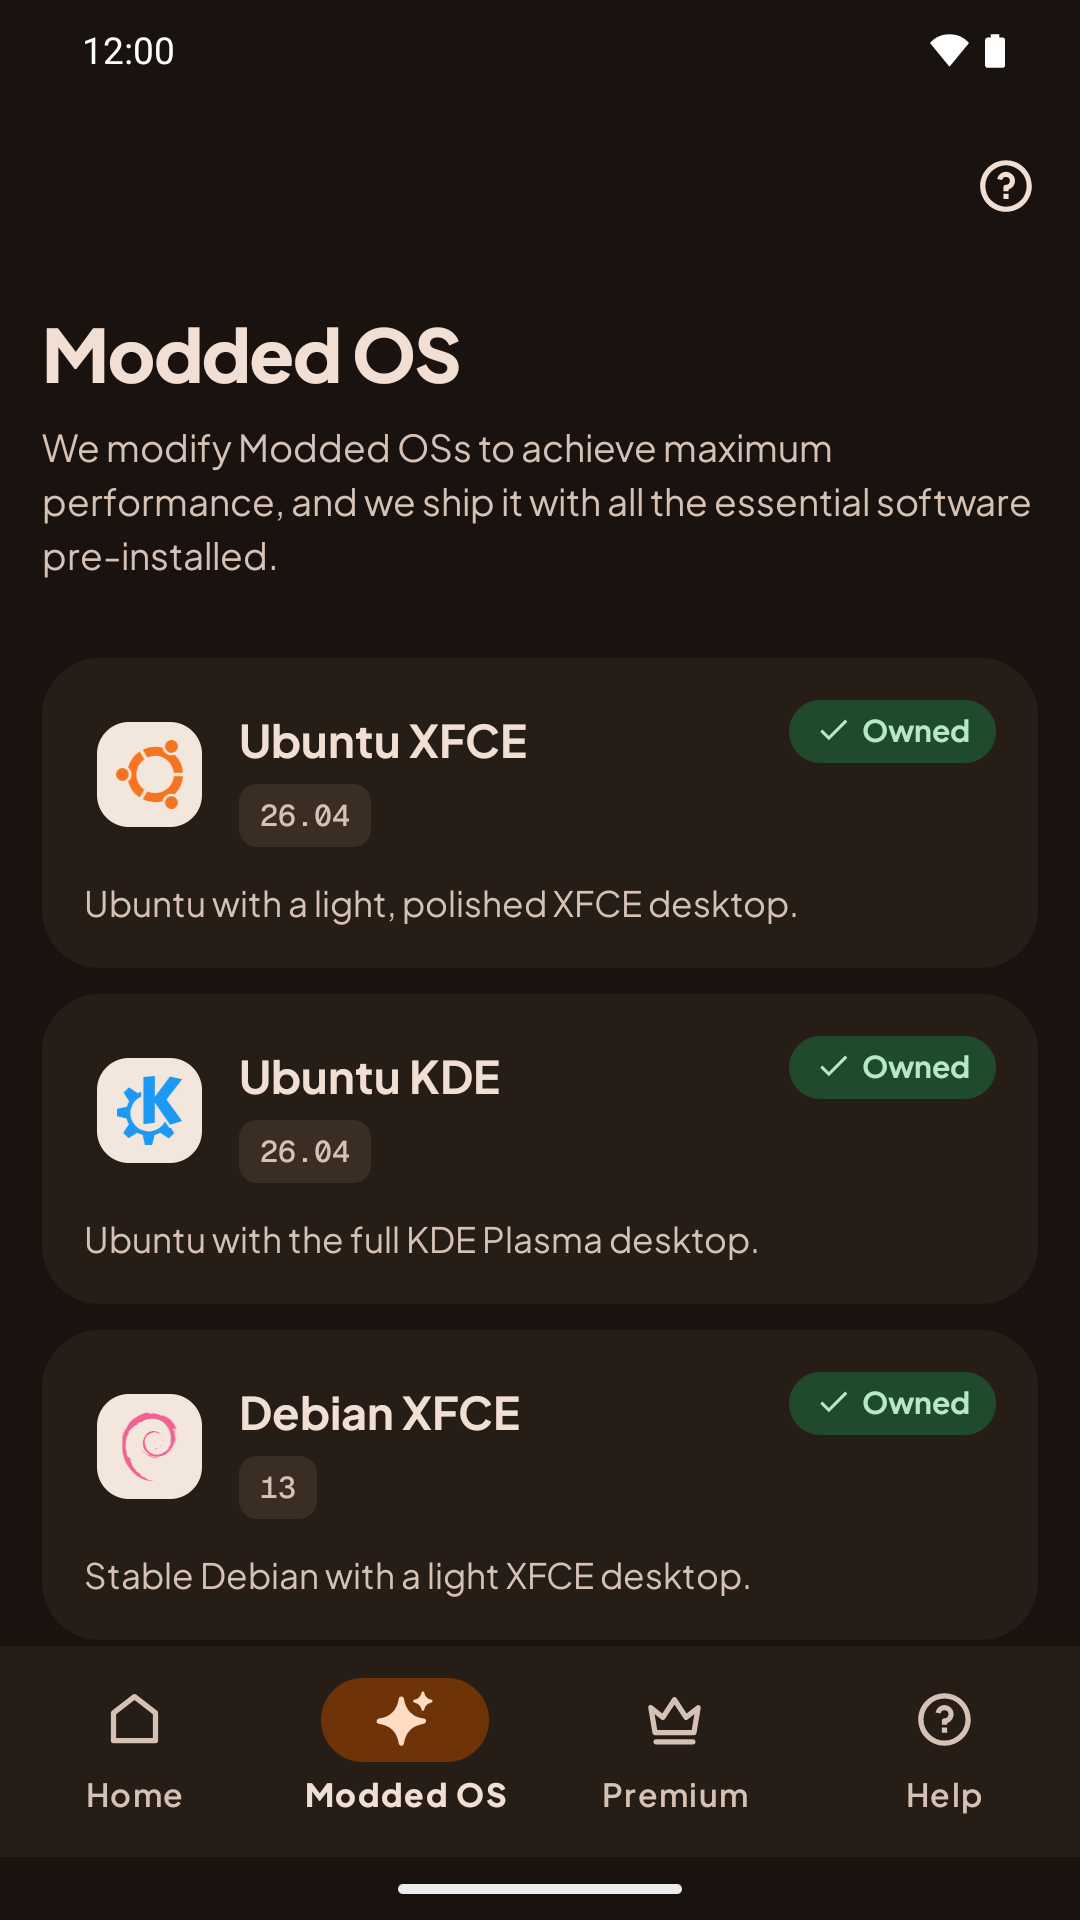 12:00
Modded OS
We modify Modded OSs to achieve maximum
performance, and we ship it with all the essential software
pre-installed.
Ubuntu XFCE
Owned
26.04
Ubuntu with a light, polished XFCE desktop.
Ubuntu KDE
Owned
26.04
Ubuntu with the full KDE Plasma desktop.
Debian XFCE
Owned
13
Stable Debian with a light XFCE desktop.
Home
Modded OS
Premium
Help